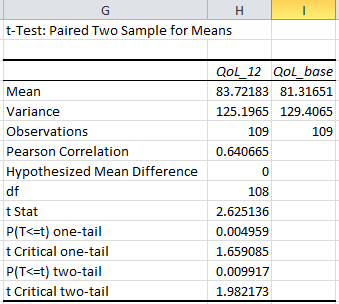 G H I
t-Test: Paired Two Sample for Means
QoL_12 QoL_base
Mean 83.72183 81.31651
Variance 125.1965 129.4065
Observations 109 109
Pearson Correlation 0.640665
Hypothesized Mean Difference 0
df 108
t Stat 2.625136
P(T<=t) one-tail 0.004959
t Critical one-tail 1.659085
P(T<=t) two-tail 0.009917
t Critical two-tail 1.982173